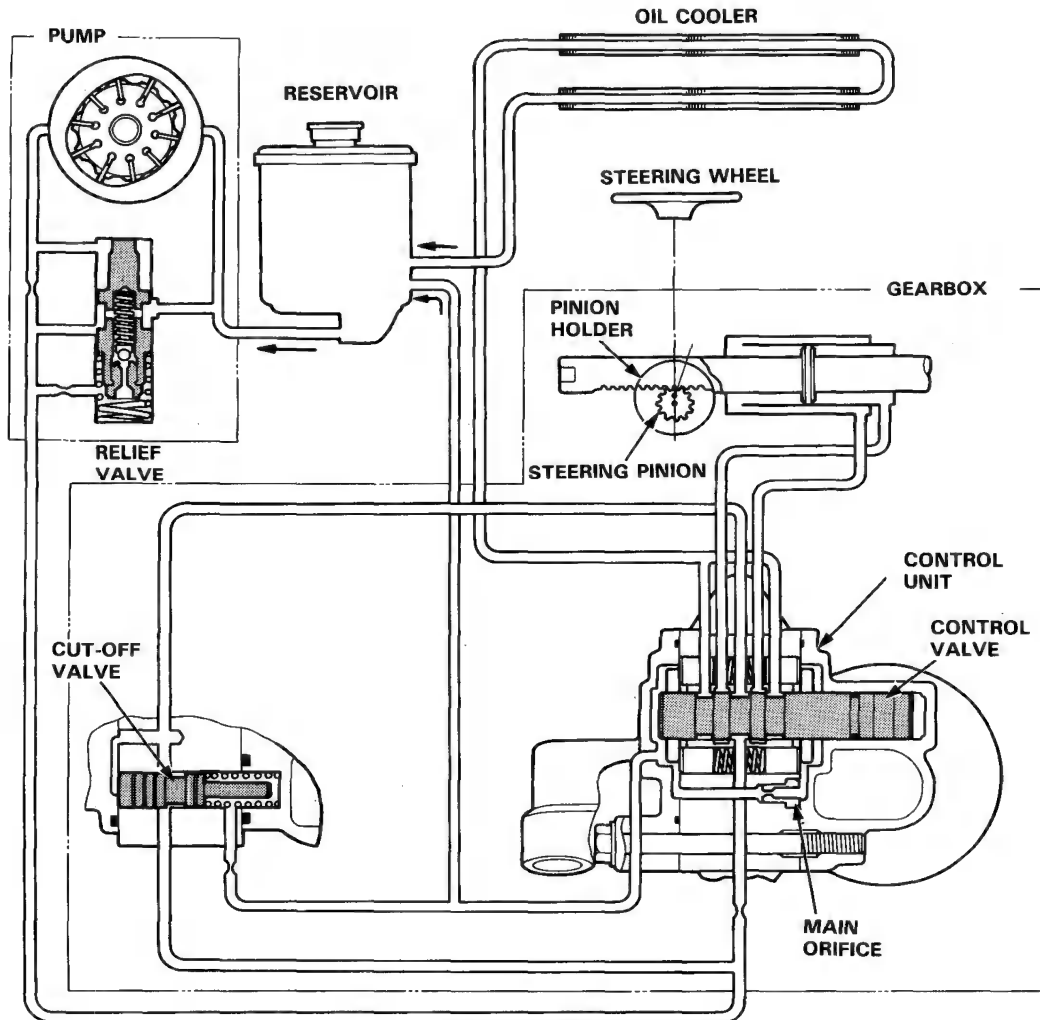 PUMP
OIL COOLER
RESERVOIR
STEERING WHEEL
GEARBOX
PINION
HOLDER
STEERING PINION
RELIEF
VALVE
CONTROL
UNIT
CONTROL
VALVE
CUT-OFF
VALVE
MAIN
ORIFICE